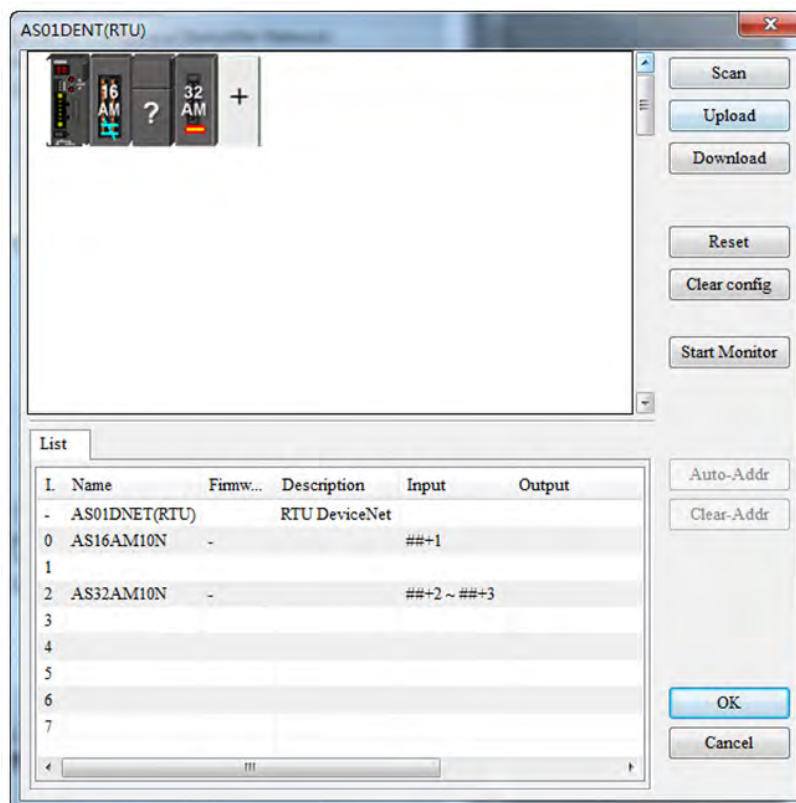 AS01DENT(RTU)
16 AM
?
32 AM
+
Scan
Upload
Download
Reset
Clear config
Start Monitor
List
I. Name Firmw... Description Input Output
- AS01DNET(RTU) RTU DeviceNet
0 AS16AM10N - ##+1
1
2 AS32AM10N - ##+2 ~ ##+3
3
4
5
6
7
Auto-Addr
Clear-Addr
OK
Cancel